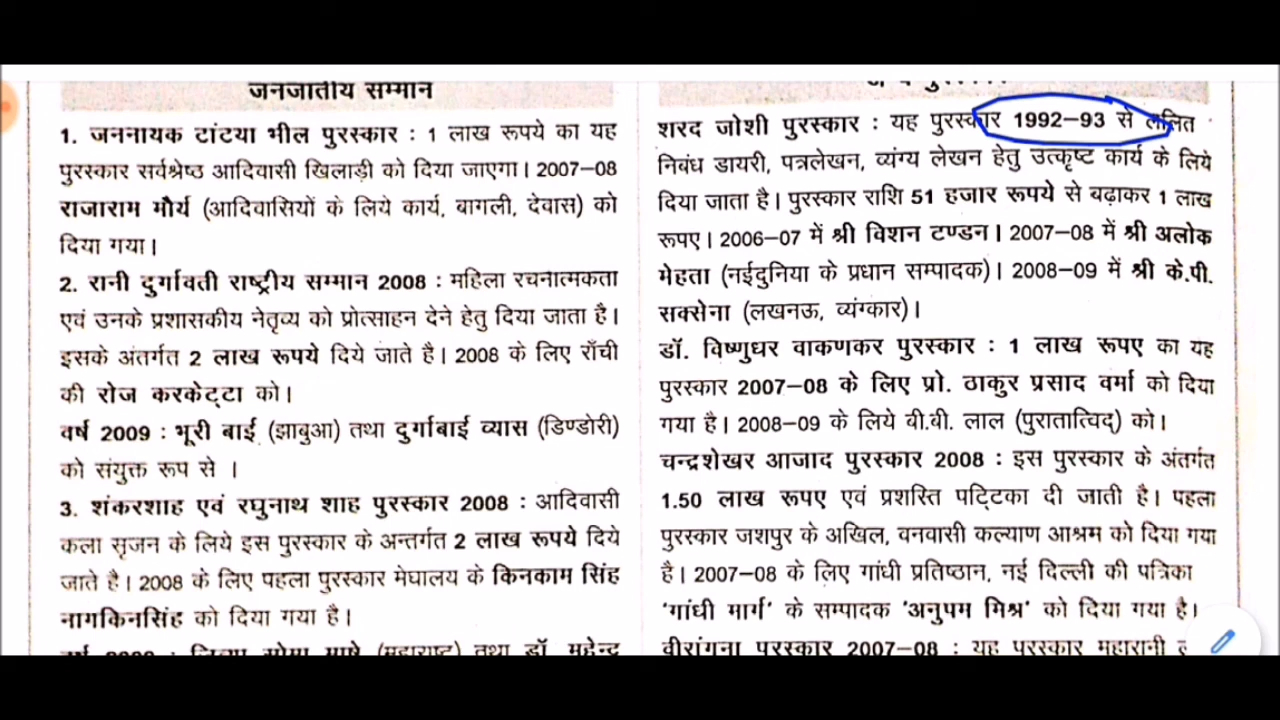 जनजातीय सम्मान
1. जननायक टांटया भील पुरस्कार : 1 लाख रूपये का यह
पुरस्कार सर्वश्रेष्ठ आदिवासी खिलाड़ी को दिया जाएगा। 2007–08
राजाराम मौर्य (आदिवासियों के लिये कार्य, बागली, देवास) को
दिया गया।
2. रानी दुर्गावती राष्ट्रीय सम्मान 2008 : महिला रचनात्मकता
एवं उनके प्रशासकीय नेतृव्य को प्रोत्साहन देने हेतु दिया जाता है।
इसके अंतर्गत 2 लाख रूपये दिये जाते है। 2008 के लिए राँची
की रोज करकेट्टा को।
वर्ष 2009 : भूरी बाई (झाबुआ) तथा दुर्गाबाई व्यास (डिण्डोरी)
को संयुक्त रूप से ।
3. शंकरशाह एवं रघुनाथ शाह पुरस्कार 2008 : आदिवासी
कला सृजन के लिये इस पुरस्कार के अन्तर्गत 2 लाख रूपये दिये
जाते है। 2008 के लिए पहला पुरस्कार मेघालय के किनकाम सिंह
नागकिनसिंह को दिया गया है।
वर्ष 2009 : जिव्या सोमा माषे (महाराष्ट्र) तथा डॉ. महेन्द्र
शरद जोशी पुरस्कार : यह पुरस्कार 1992–93 से ललित
निबंध डायरी, पत्रलेखन, व्यंग्य लेखन हेतु उत्कृष्ट कार्य के लिये
दिया जाता है। पुरस्कार राशि 51 हजार रूपये से बढ़ाकर 1 लाख
रूपए। 2006–07 में श्री विशन टण्डन। 2007–08 में श्री अलोक
मेहता (नईदुनिया के प्रधान सम्पादक)। 2008–09 में श्री के.पी.
सक्सेना (लखनऊ, व्यंग्कार)।
डॉ. विष्णुधर वाकणकर पुरस्कार : 1 लाख रूपए का यह
पुरस्कार 2007–08 के लिए प्रो. ठाकुर प्रसाद वर्मा को दिया
गया है। 2008–09 के लिये बी.बी. लाल (पुरातात्विद्) को।
चन्द्रशेखर आजाद पुरस्कार 2008 : इस पुरस्कार के अंतर्गत
1.50 लाख रूपए एवं प्रशस्ति पट्टिका दी जाती है। पहला
पुरस्कार जशपुर के अखिल, वनवासी कल्याण आश्रम को दिया गया
है। 2007–08 के लिए गांधी प्रतिष्ठान, नई दिल्ली की पत्रिका
'गांधी मार्ग' के सम्पादक 'अनुपम मिश्र' को दिया गया है।
वीरांगना पुरस्कार 2007–08 : यह पुरस्कार महारानी